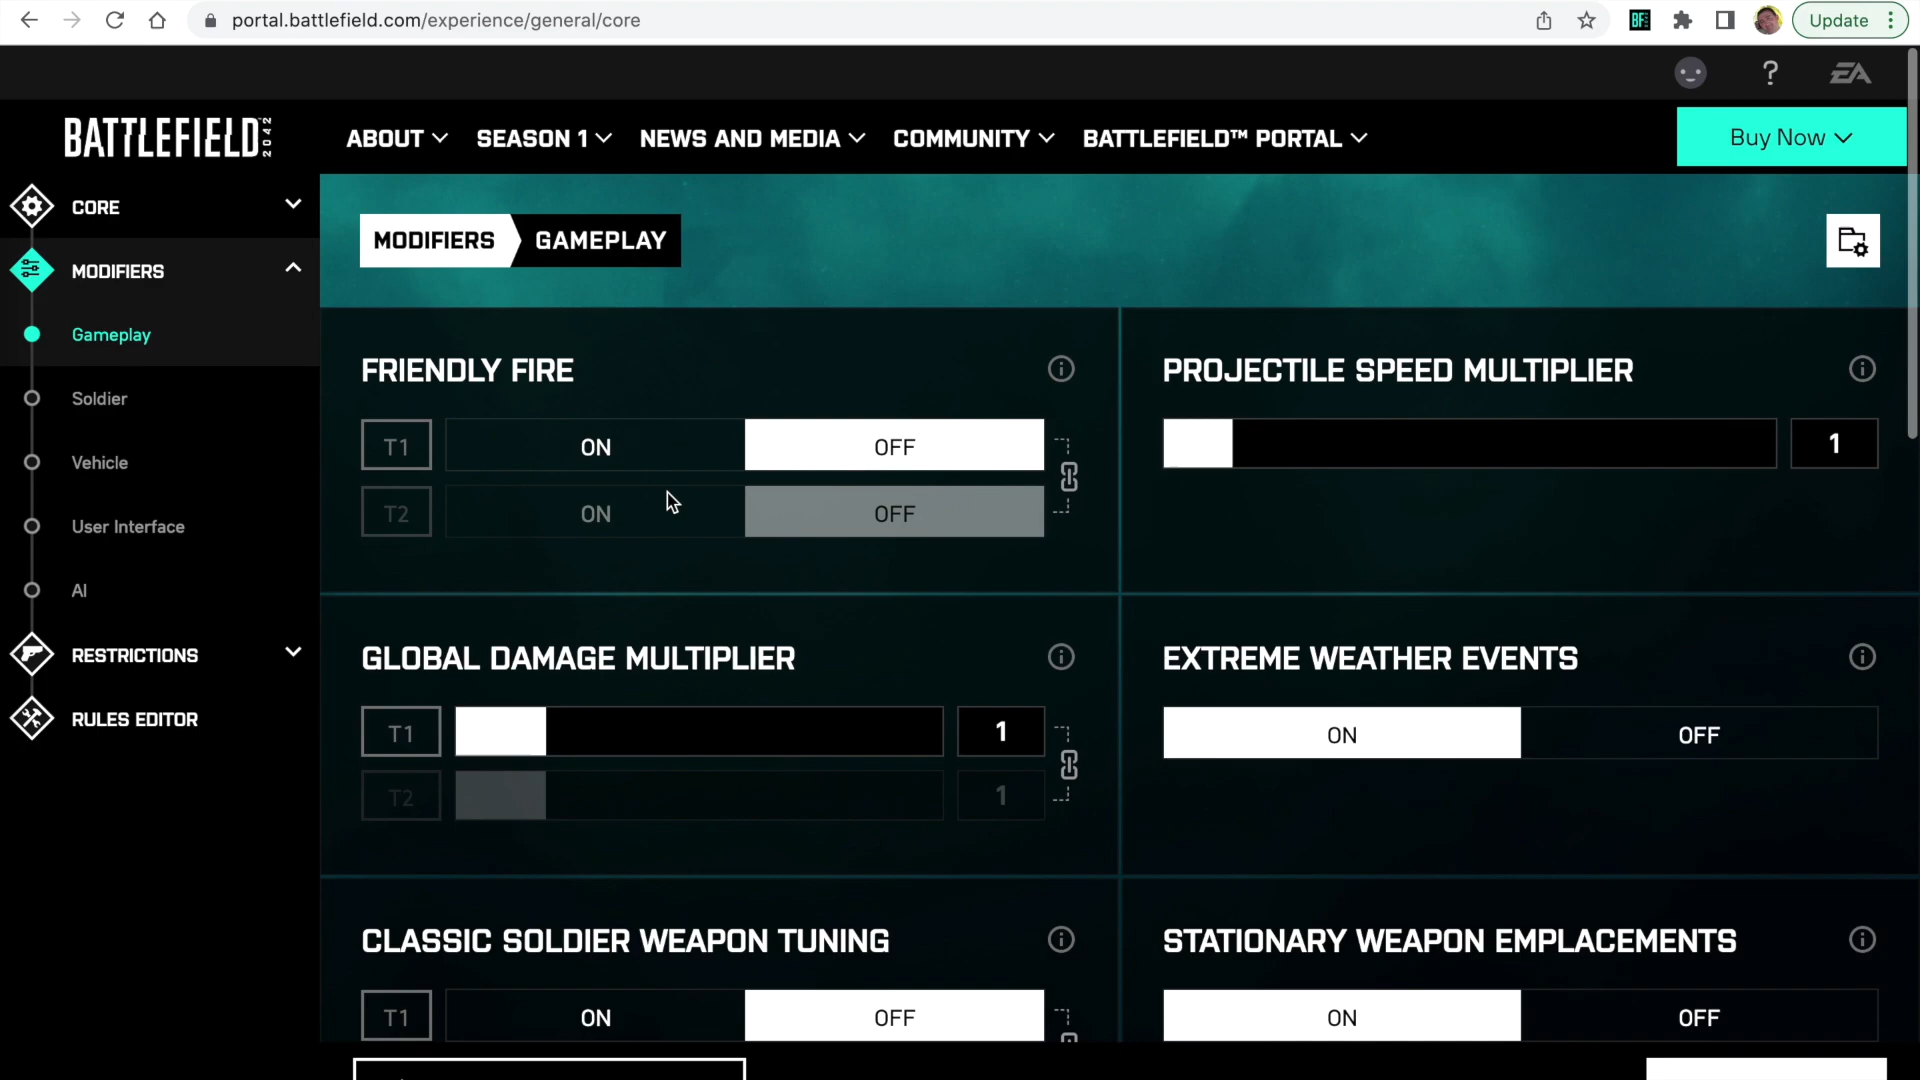 portal.battlefield.com/experience/general/core
BF
Update
?
EA
BATTLEFIELD 2042
ABOUT
SEASON 1
NEWS AND MEDIA
COMMUNITY
BATTLEFIELD™ PORTAL
Buy Now
CORE
MODIFIERS
Gameplay
Soldier
Vehicle
User Interface
AI
RESTRICTIONS
RULES EDITOR
MODIFIERS GAMEPLAY
FRIENDLY FIRE
T1 ON OFF
T2 ON OFF
PROJECTILE SPEED MULTIPLIER
1
GLOBAL DAMAGE MULTIPLIER
T1 1
T2 1
EXTREME WEATHER EVENTS
ON OFF
CLASSIC SOLDIER WEAPON TUNING
T1 ON OFF
STATIONARY WEAPON EMPLACEMENTS
ON OFF